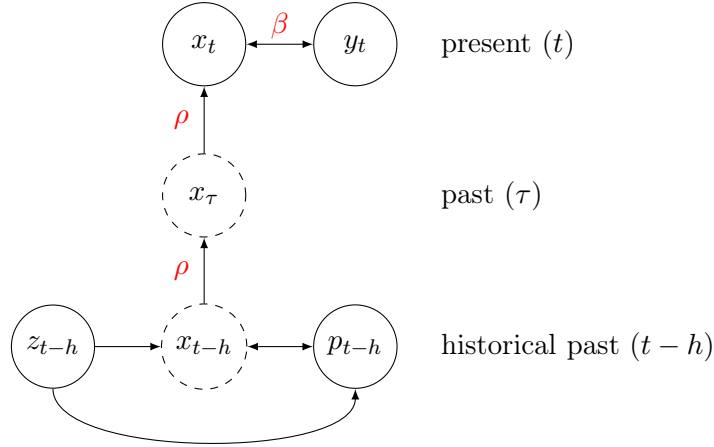 x_t β y_t present (t)
ρ
x_τ past (τ)
ρ
z_{t−h} x_{t−h} p_{t−h} historical past (t − h)